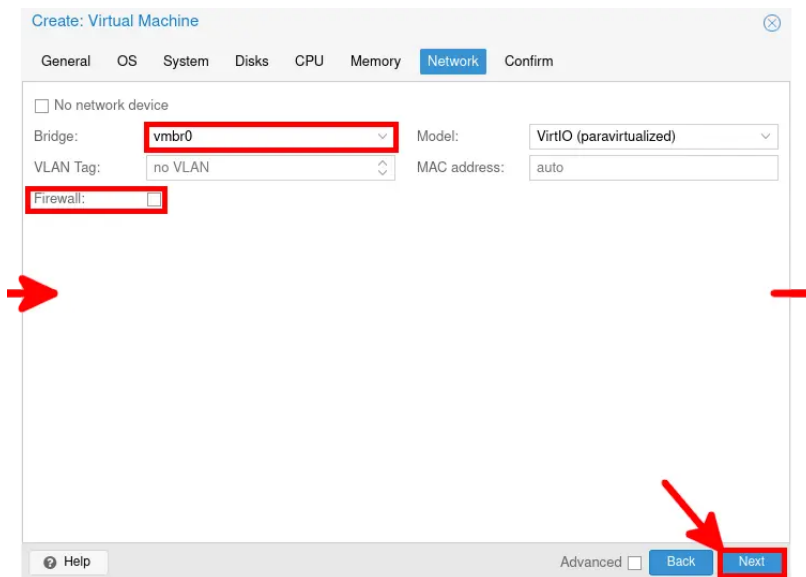 Create: Virtual Machine
General OS System Disks CPU Memory Network Confirm
No network device
Bridge: vmbr0 Model: VirtIO (paravirtualized)
VLAN Tag: no VLAN MAC address: auto
Firewall:
Help Advanced Back Next